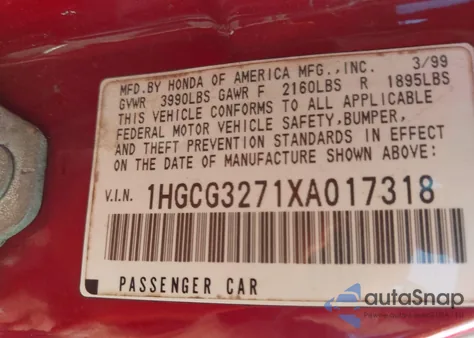 MFD.BY HONDA OF AMERICA MFG.,INC. 3/99
GVWR 3990LBS GAWR F 2160LBS R 1895LBS
THIS VEHICLE CONFORMS TO ALL APPLICABLE
FEDERAL MOTOR VEHICLE SAFETY,BUMPER,
AND THEFT PREVENTION STANDARDS IN EFFECT
ON THE DATE OF MANUFACTURE SHOWN ABOVE:
V.I.N. 1HGCG3271XA017318
PASSENGER CAR
autoSnap